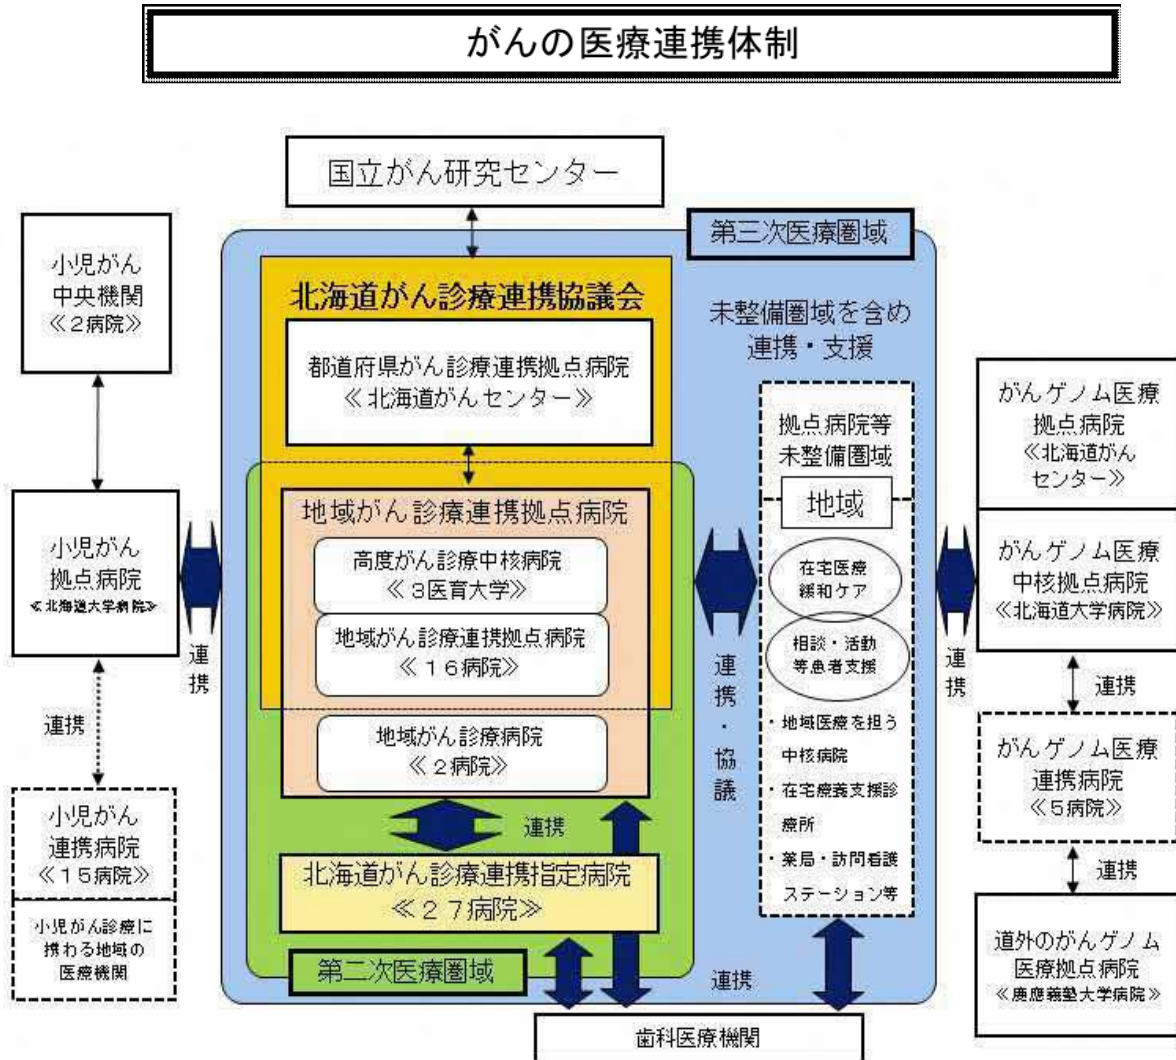 がんの医療連携体制
国立がん研究センター
第三次医療圏域
小児がん
中央機関
≪2病院≫
北海道がん診療連携協議会
都道府県がん診療連携拠点病院
≪北海道がんセンター≫
未整備圏域を含め
連携・支援
拠点病院等
未整備圏域
地域
在宅医療
緩和ケア
相談・活動
等患者支援
・地域医療を担う
中核病院
・在宅療養支援診
療所
・薬局・訪問看護
ステーション等
がんゲノム医療
拠点病院
≪北海道がん
センター≫
がんゲノム医療
中核拠点病院
≪北海道大学病院≫
連携
がんゲノム医療
連携病院
≪5病院≫
連携
道外のがんゲノム
医療拠点病院
≪慶應義塾大学病院≫
小児がん
拠点病院
≪北海道大学病院≫
連携
連携
小児がん
連携病院
≪15病院≫
小児がん診療に
携わる地域の
医療機関
地域がん診療連携拠点病院
高度がん診療中核病院
≪3医育大学≫
地域がん診療連携拠点病院
≪16病院≫
地域がん診療病院
≪2病院≫
連携・協議
連携
連携
北海道がん診療連携指定病院
≪27病院≫
第二次医療圏域
連携
歯科医療機関